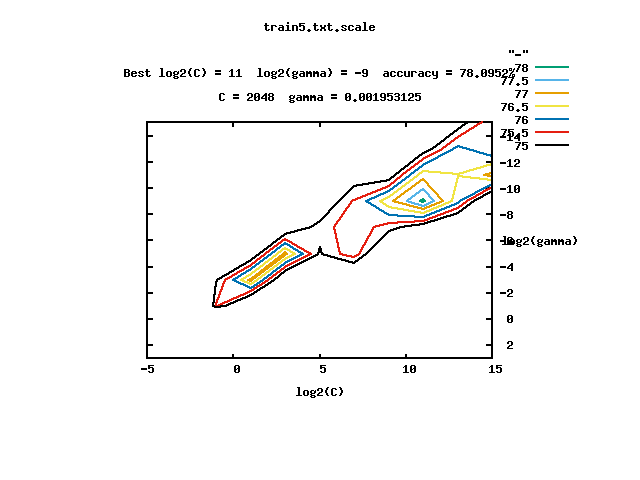 train5.txt.scale
"-"
Best log2(C) = 11  log2(gamma) = -9  accuracy = 78.0952%
C = 2048  gamma = 0.001953125
78
77.5
77
76.5
76
75.5
75
-14
-12
-10
-8
-6
log2(gamma)
-4
-2
0
2
-5 0 5 10 15
log2(C)